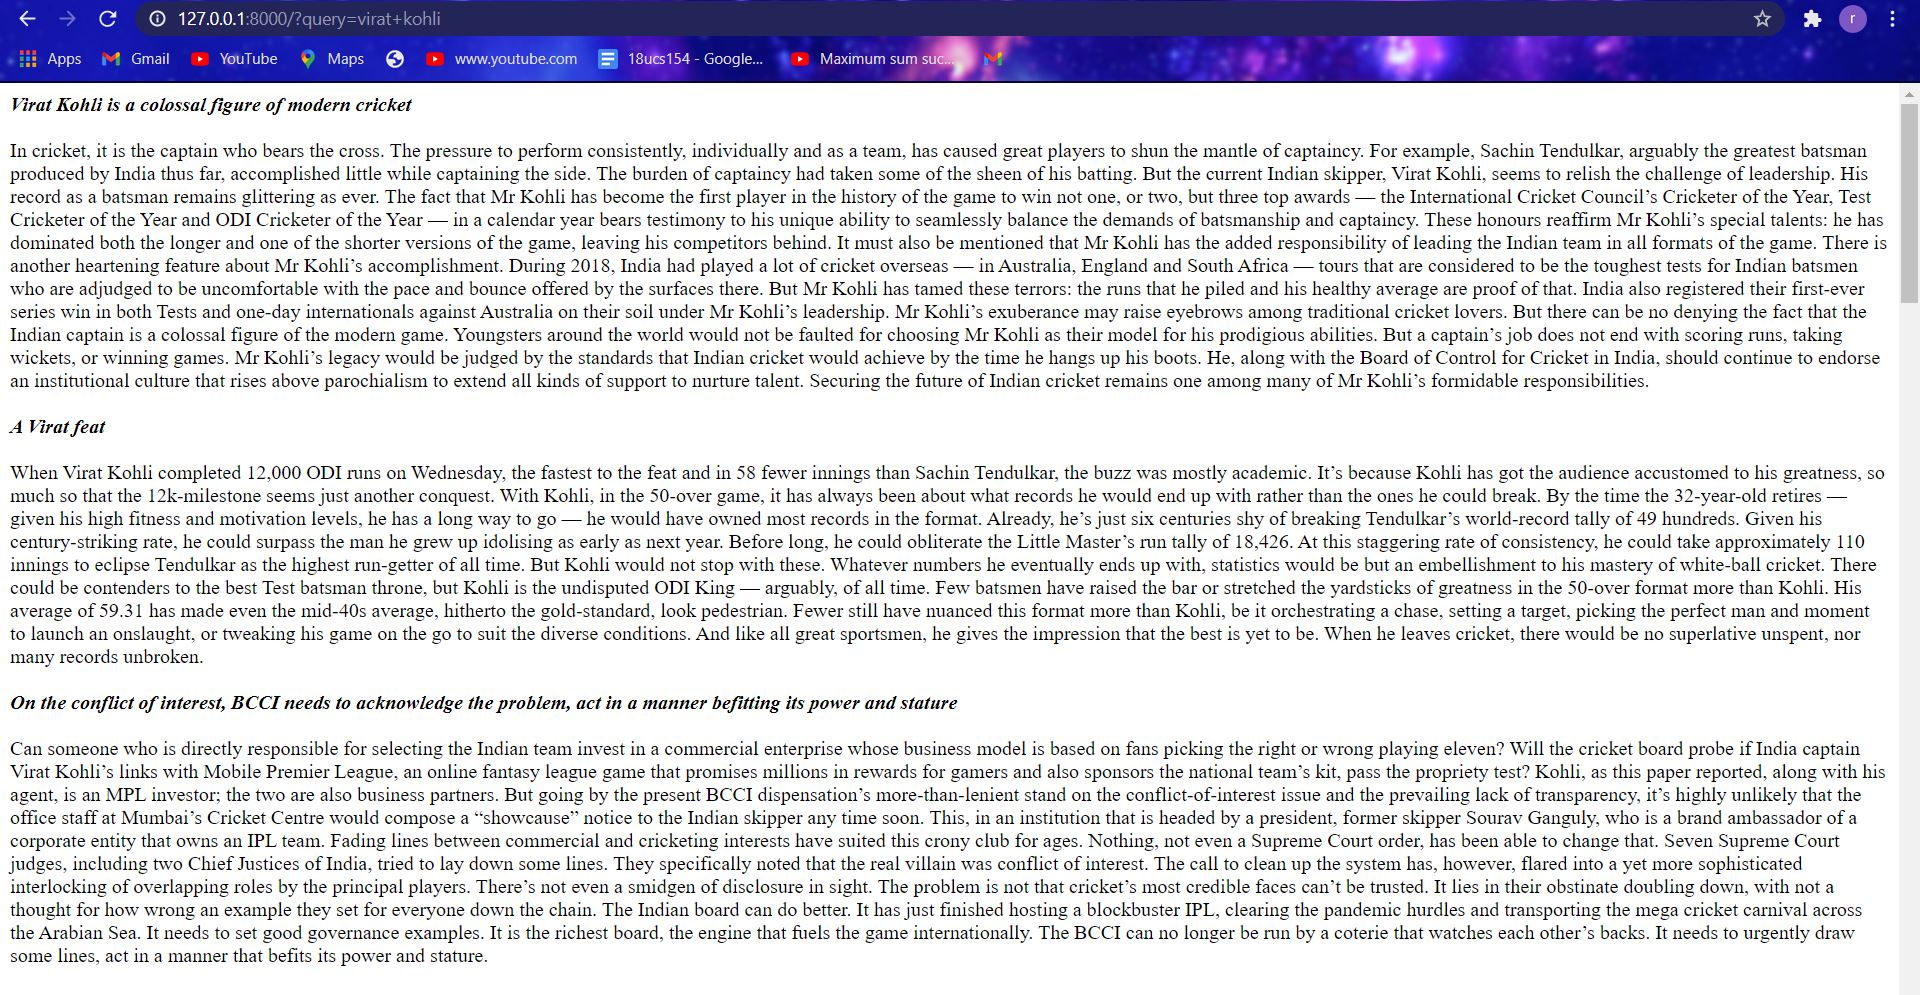 127.0.0.1:8000/?query=virat+kohli
r
Apps Gmail YouTube Maps www.youtube.com 18ucs154 - Google... Maximum sum suc...
Virat Kohli is a colossal figure of modern cricket
In cricket, it is the captain who bears the cross. The pressure to perform consistently, individually and as a team, has caused great players to shun the mantle of captaincy. For example, Sachin Tendulkar, arguably the greatest batsman
produced by India thus far, accomplished little while captaining the side. The burden of captaincy had taken some of the sheen of his batting. But the current Indian skipper, Virat Kohli, seems to relish the challenge of leadership. His
record as a batsman remains glittering as ever. The fact that Mr Kohli has become the first player in the history of the game to win not one, or two, but three top awards — the International Cricket Council’s Cricketer of the Year, Test
Cricketer of the Year and ODI Cricketer of the Year — in a calendar year bears testimony to his unique ability to seamlessly balance the demands of batsmanship and captaincy. These honours reaffirm Mr Kohli’s special talents: he has
dominated both the longer and one of the shorter versions of the game, leaving his competitors behind. It must also be mentioned that Mr Kohli has the added responsibility of leading the Indian team in all formats of the game. There is
another heartening feature about Mr Kohli’s accomplishment. During 2018, India had played a lot of cricket overseas — in Australia, England and South Africa — tours that are considered to be the toughest tests for Indian batsmen
who are adjudged to be uncomfortable with the pace and bounce offered by the surfaces there. But Mr Kohli has tamed these terrors: the runs that he piled and his healthy average are proof of that. India also registered their first-ever
series win in both Tests and one-day internationals against Australia on their soil under Mr Kohli’s leadership. Mr Kohli’s exuberance may raise eyebrows among traditional cricket lovers. But there can be no denying the fact that the
Indian captain is a colossal figure of the modern game. Youngsters around the world would not be faulted for choosing Mr Kohli as their model for his prodigious abilities. But a captain’s job does not end with scoring runs, taking
wickets, or winning games. Mr Kohli’s legacy would be judged by the standards that Indian cricket would achieve by the time he hangs up his boots. He, along with the Board of Control for Cricket in India, should continue to endorse
an institutional culture that rises above parochialism to extend all kinds of support to nurture talent. Securing the future of Indian cricket remains one among many of Mr Kohli’s formidable responsibilities.
A Virat feat
When Virat Kohli completed 12,000 ODI runs on Wednesday, the fastest to the feat and in 58 fewer innings than Sachin Tendulkar, the buzz was mostly academic. It’s because Kohli has got the audience accustomed to his greatness, so
much so that the 12k-milestone seems just another conquest. With Kohli, in the 50-over game, it has always been about what records he would end up with rather than the ones he could break. By the time the 32-year-old retires —
given his high fitness and motivation levels, he has a long way to go — he would have owned most records in the format. Already, he’s just six centuries shy of breaking Tendulkar’s world-record tally of 49 hundreds. Given his
century-striking rate, he could surpass the man he grew up idolising as early as next year. Before long, he could obliterate the Little Master’s run tally of 18,426. At this staggering rate of consistency, he could take approximately 110
innings to eclipse Tendulkar as the highest run-getter of all time. But Kohli would not stop with these. Whatever numbers he eventually ends up with, statistics would be but an embellishment to his mastery of white-ball cricket. There
could be contenders to the best Test batsman throne, but Kohli is the undisputed ODI King — arguably, of all time. Few batsmen have raised the bar or stretched the yardsticks of greatness in the 50-over format more than Kohli. His
average of 59.31 has made even the mid-40s average, hitherto the gold-standard, look pedestrian. Fewer still have nuanced this format more than Kohli, be it orchestrating a chase, setting a target, picking the perfect man and moment
to launch an onslaught, or tweaking his game on the go to suit the diverse conditions. And like all great sportsmen, he gives the impression that the best is yet to be. When he leaves cricket, there would be no superlative unspent, nor
many records unbroken.
On the conflict of interest, BCCI needs to acknowledge the problem, act in a manner befitting its power and stature
Can someone who is directly responsible for selecting the Indian team invest in a commercial enterprise whose business model is based on fans picking the right or wrong playing eleven? Will the cricket board probe if India captain
Virat Kohli’s links with Mobile Premier League, an online fantasy league game that promises millions in rewards for gamers and also sponsors the national team’s kit, pass the propriety test? Kohli, as this paper reported, along with his
agent, is an MPL investor; the two are also business partners. But going by the present BCCI dispensation’s more-than-lenient stand on the conflict-of-interest issue and the prevailing lack of transparency, it’s highly unlikely that the
office staff at Mumbai’s Cricket Centre would compose a “showcause” notice to the Indian skipper any time soon. This, in an institution that is headed by a president, former skipper Sourav Ganguly, who is a brand ambassador of a
corporate entity that owns an IPL team. Fading lines between commercial and cricketing interests have suited this crony club for ages. Nothing, not even a Supreme Court order, has been able to change that. Seven Supreme Court
judges, including two Chief Justices of India, tried to lay down some lines. They specifically noted that the real villain was conflict of interest. The call to clean up the system has, however, flared into a yet more sophisticated
interlocking of overlapping roles by the principal players. There’s not even a smidgen of disclosure in sight. The problem is not that cricket’s most credible faces can’t be trusted. It lies in their obstinate doubling down, with not a
thought for how wrong an example they set for everyone down the chain. The Indian board can do better. It has just finished hosting a blockbuster IPL, clearing the pandemic hurdles and transporting the mega cricket carnival across
the Arabian Sea. It needs to set good governance examples. It is the richest board, the engine that fuels the game internationally. The BCCI can no longer be run by a coterie that watches each other’s backs. It needs to urgently draw
some lines, act in a manner that befits its power and stature.